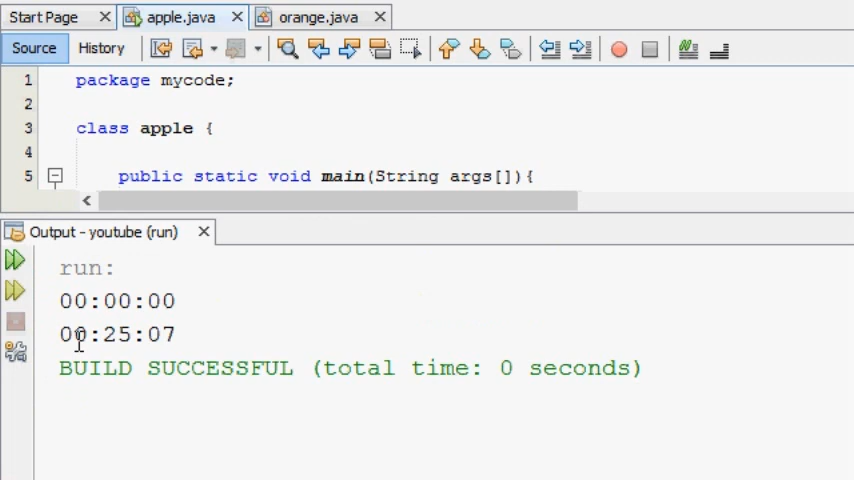 Start Page apple.java orange.java
Source History
1 package mycode;
2
3 class apple {
4
5 public static void main(String args[]){
Output - youtube (run)
run:
00:00:00
00:25:07
BUILD SUCCESSFUL (total time: 0 seconds)